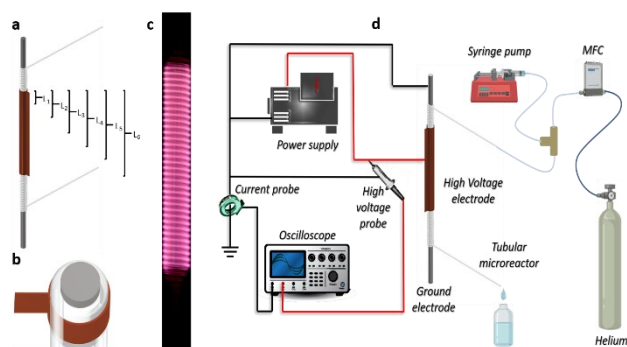 a
c
d
L1
L2
L3
L4
L5
L6
b
Syringe pump
MFC
Power supply
High Voltage
electrode
Current probe
High
voltage
probe
Oscilloscope
Tubular
microreactor
Ground
electrode
Helium